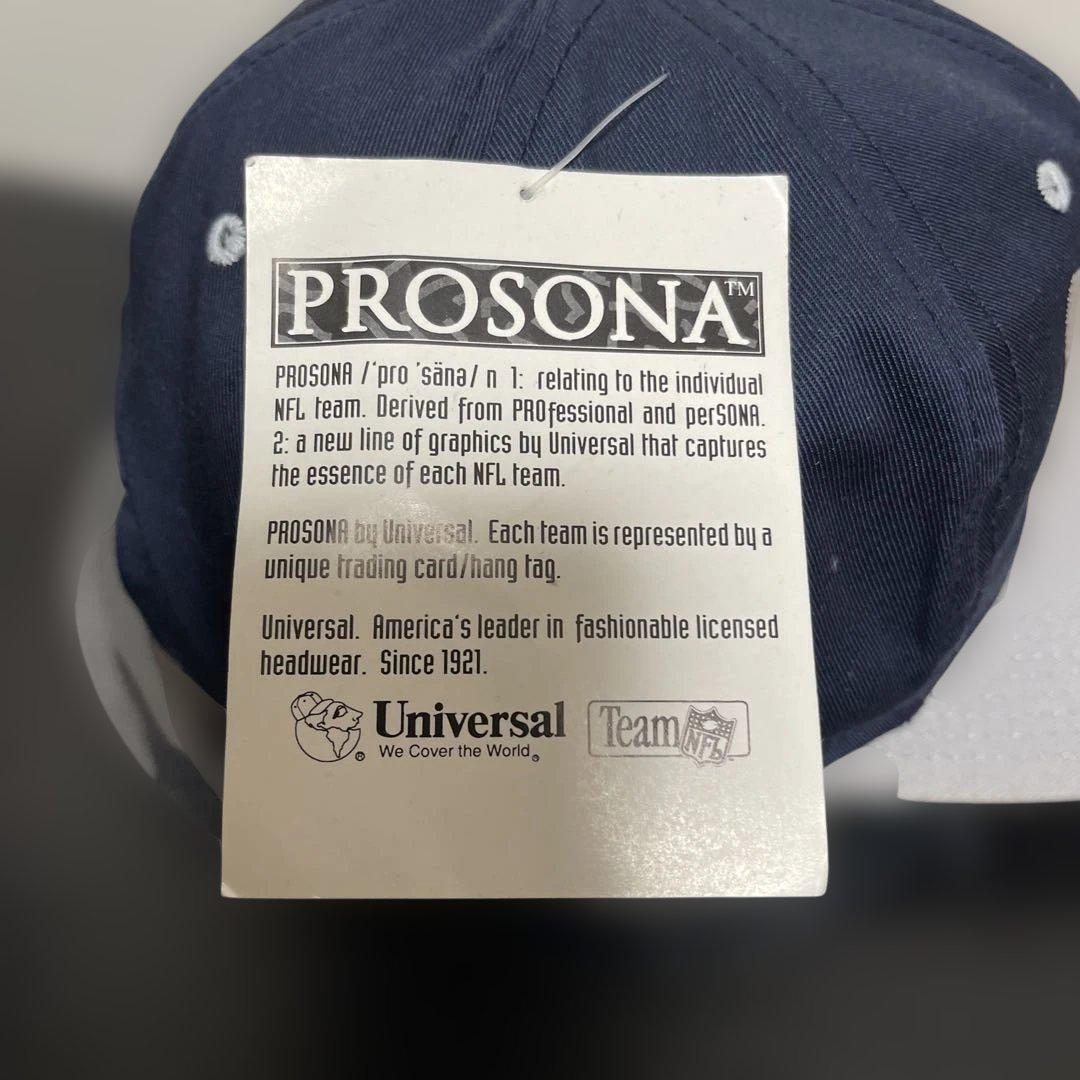 PROSONA™
PROSONA /'pro 'sänə/ n 1: relating to the individual
NFL team. Derived from PROfessional and perSONA.
2: a new line of graphics by Universal that captures
the essence of each NFL team.
PROSONA by Universal. Each team is represented by a
unique trading card/hang tag.
Universal. America's leader in fashionable licensed
headwear. Since 1921.
Universal
We Cover the World®
Team NFL